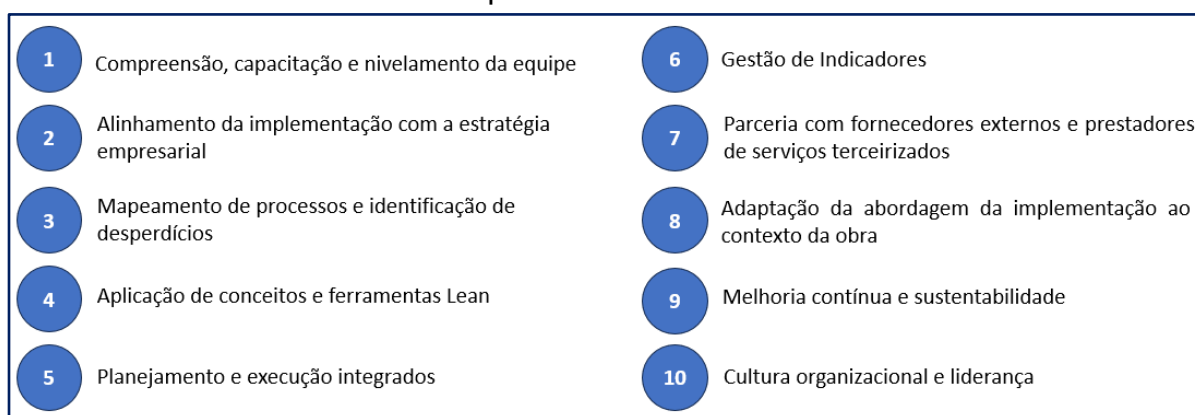 1
Compreensão, capacitação e nivelamento da equipe
2
Alinhamento da implementação com a estratégia
empresarial
3
Mapeamento de processos e identificação de
desperdícios
4
Aplicação de conceitos e ferramentas Lean
5
Planejamento e execução integrados
6
Gestão de Indicadores
7
Parceria com fornecedores externos e prestadores
de serviços terceirizados
8
Adaptação da abordagem da implementação ao
contexto da obra
9
Melhoria contínua e sustentabilidade
10
Cultura organizacional e liderança